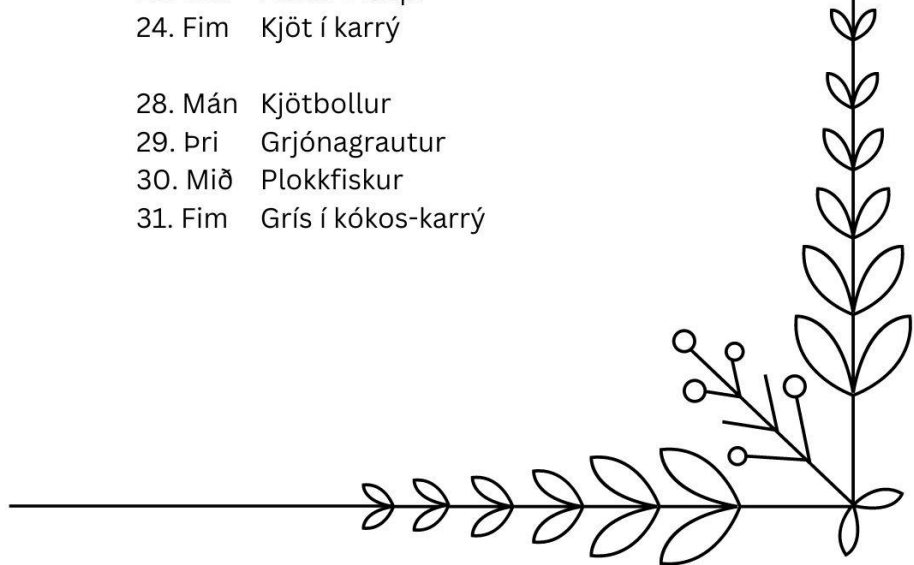 24. Fim Kjöt í karrý
28. Mán Kjötbollur
29. Þri Grjónagrautur
30. Mið Plokkfiskur
31. Fim Grís í kókos-karrý